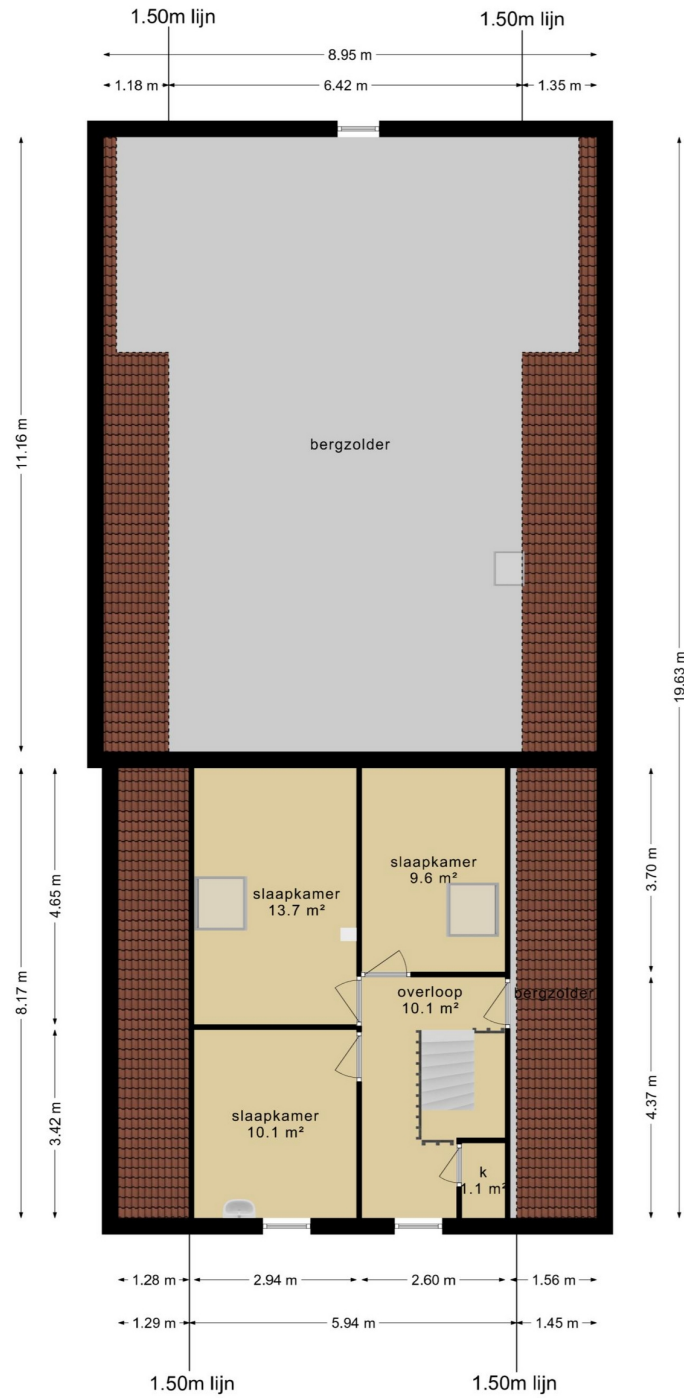 1.50m lijn
1.50m lijn
8.95 m
1.18 m
6.42 m
1.35 m
11.16 m
19.63 m
bergzolder
8.17 m
4.65 m
3.42 m
3.70 m
4.37 m
slaapkamer
9.6 m²
slaapkamer
13.7 m²
overloop
10.1 m²
bergzolder
slaapkamer
10.1 m²
k
1.1 m²
1.28 m
2.94 m
2.60 m
1.56 m
1.29 m
5.94 m
1.45 m
1.50m lijn
1.50m lijn